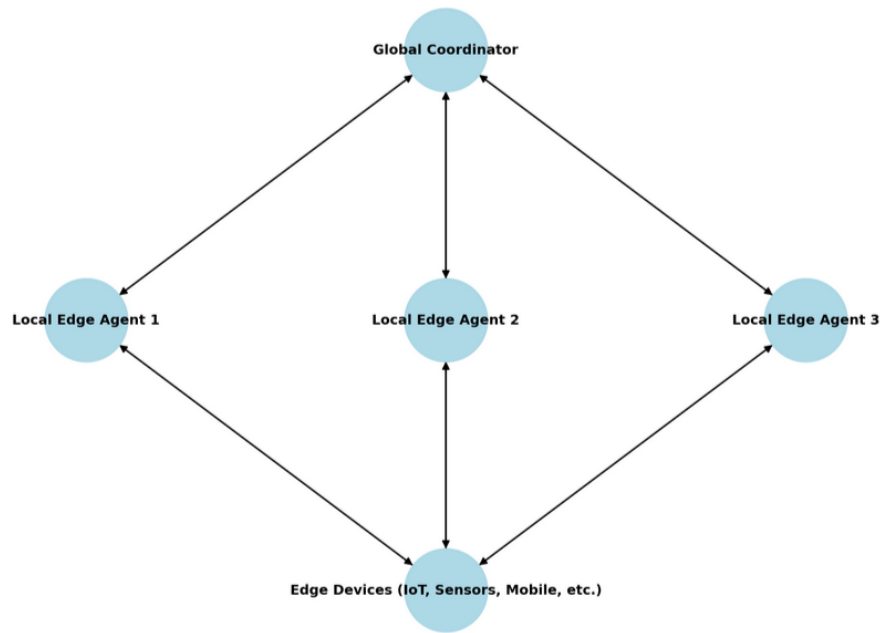 Global Coordinator
Local Edge Agent 1
Local Edge Agent 2
Local Edge Agent 3
Edge Devices (IoT, Sensors, Mobile, etc.)